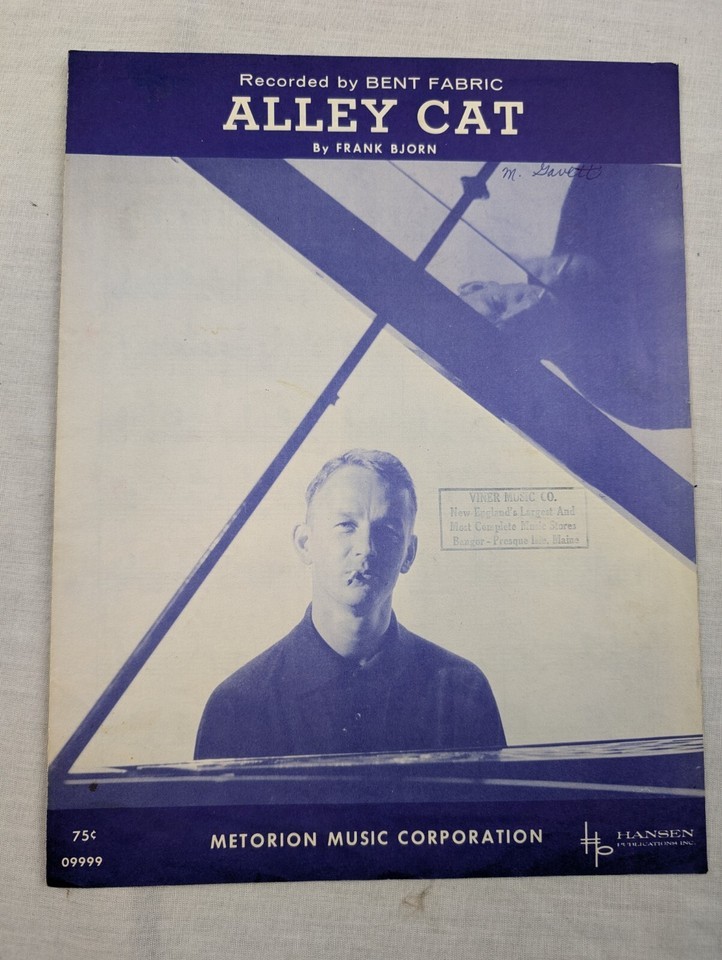 Recorded by BENT FABRIC
ALLEY CAT
By FRANK BJORN
M. Gavett
VINER MUSIC CO.
New England's Largest And
Most Complete Music Stores
Bangor - Presque Isle, Maine
75¢
METORION MUSIC CORPORATION
HANSEN
PUBLICATIONS INC.
09999